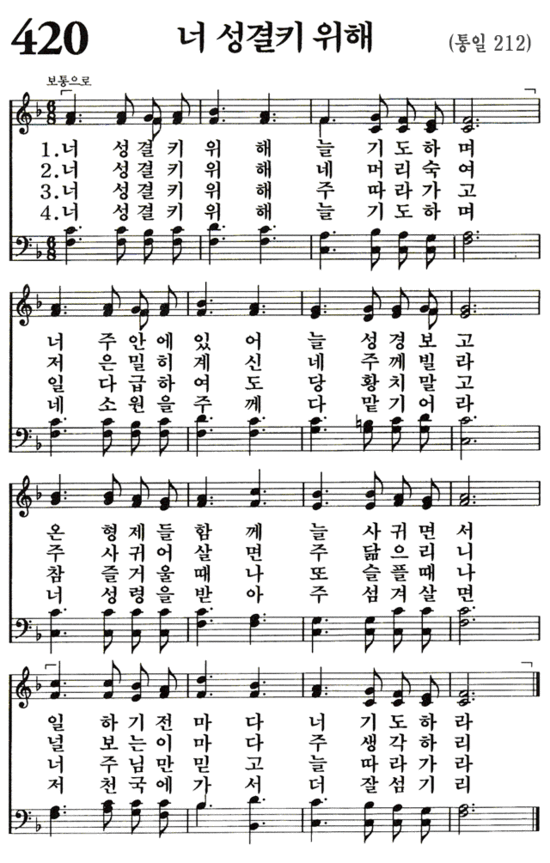 420 너 성결키 위해 (통일 212)
보통으로
1.너 성결키 위해 늘 기도하며
2.너 성결키 위해 네 머리숙여
3.너 성결키 위해 주 따라가고
4.너 성결키 위해 늘 기도하며
너 주안에있어 늘 성경보고
저 은밀히계신 네 주께빌라
일 다급하여도 당황치말고
네 소원을주께 다 맡기어라
온 형제들함께 늘 사귀면서
주 사귀어살면 주 닮으리니
참 즐거울때나 또 슬플때나
너 성령을받아 주 섬겨살면
일 하기전마다 너 기도하라
널 보는이마다 주 생각하리
너 주님만믿고 늘 따라가라
저 천국에가서 더 잘섬기리